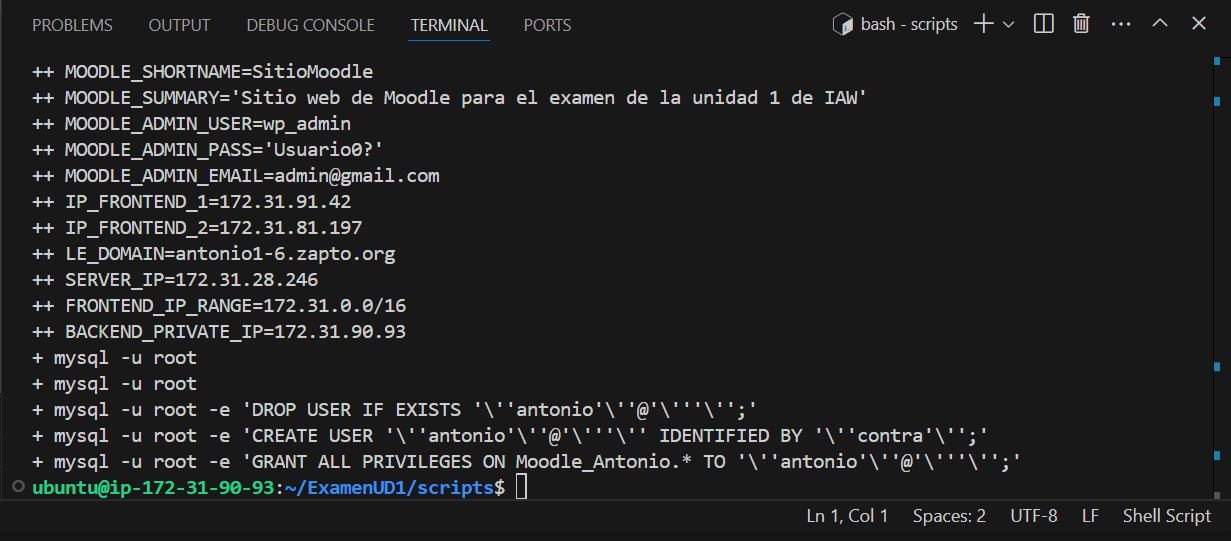 PROBLEMS OUTPUT DEBUG CONSOLE TERMINAL PORTS bash - scripts
++ MOODLE_SHORTNAME=SitioMoodle
++ MOODLE_SUMMARY='Sitio web de Moodle para el examen de la unidad 1 de IAW'
++ MOODLE_ADMIN_USER=wp_admin
++ MOODLE_ADMIN_PASS='Usuario0?'
++ MOODLE_ADMIN_EMAIL=admin@gmail.com
++ IP_FRONTEND_1=172.31.91.42
++ IP_FRONTEND_2=172.31.81.197
++ LE_DOMAIN=antonio1-6.zapto.org
++ SERVER_IP=172.31.28.246
++ FRONTEND_IP_RANGE=172.31.0.0/16
++ BACKEND_PRIVATE_IP=172.31.90.93
+ mysql -u root
+ mysql -u root
+ mysql -u root -e 'DROP USER IF EXISTS '\''antonio'\''@'\'''\'';'
+ mysql -u root -e 'CREATE USER '\''antonio'\''@'\'''\'' IDENTIFIED BY '\''contra'\'';'
+ mysql -u root -e 'GRANT ALL PRIVILEGES ON Moodle_Antonio.* TO '\''antonio'\''@'\'''\'';'
ubuntu@ip-172-31-90-93:~/ExamenUD1/scripts$
Ln 1, Col 1 Spaces: 2 UTF-8 LF Shell Script